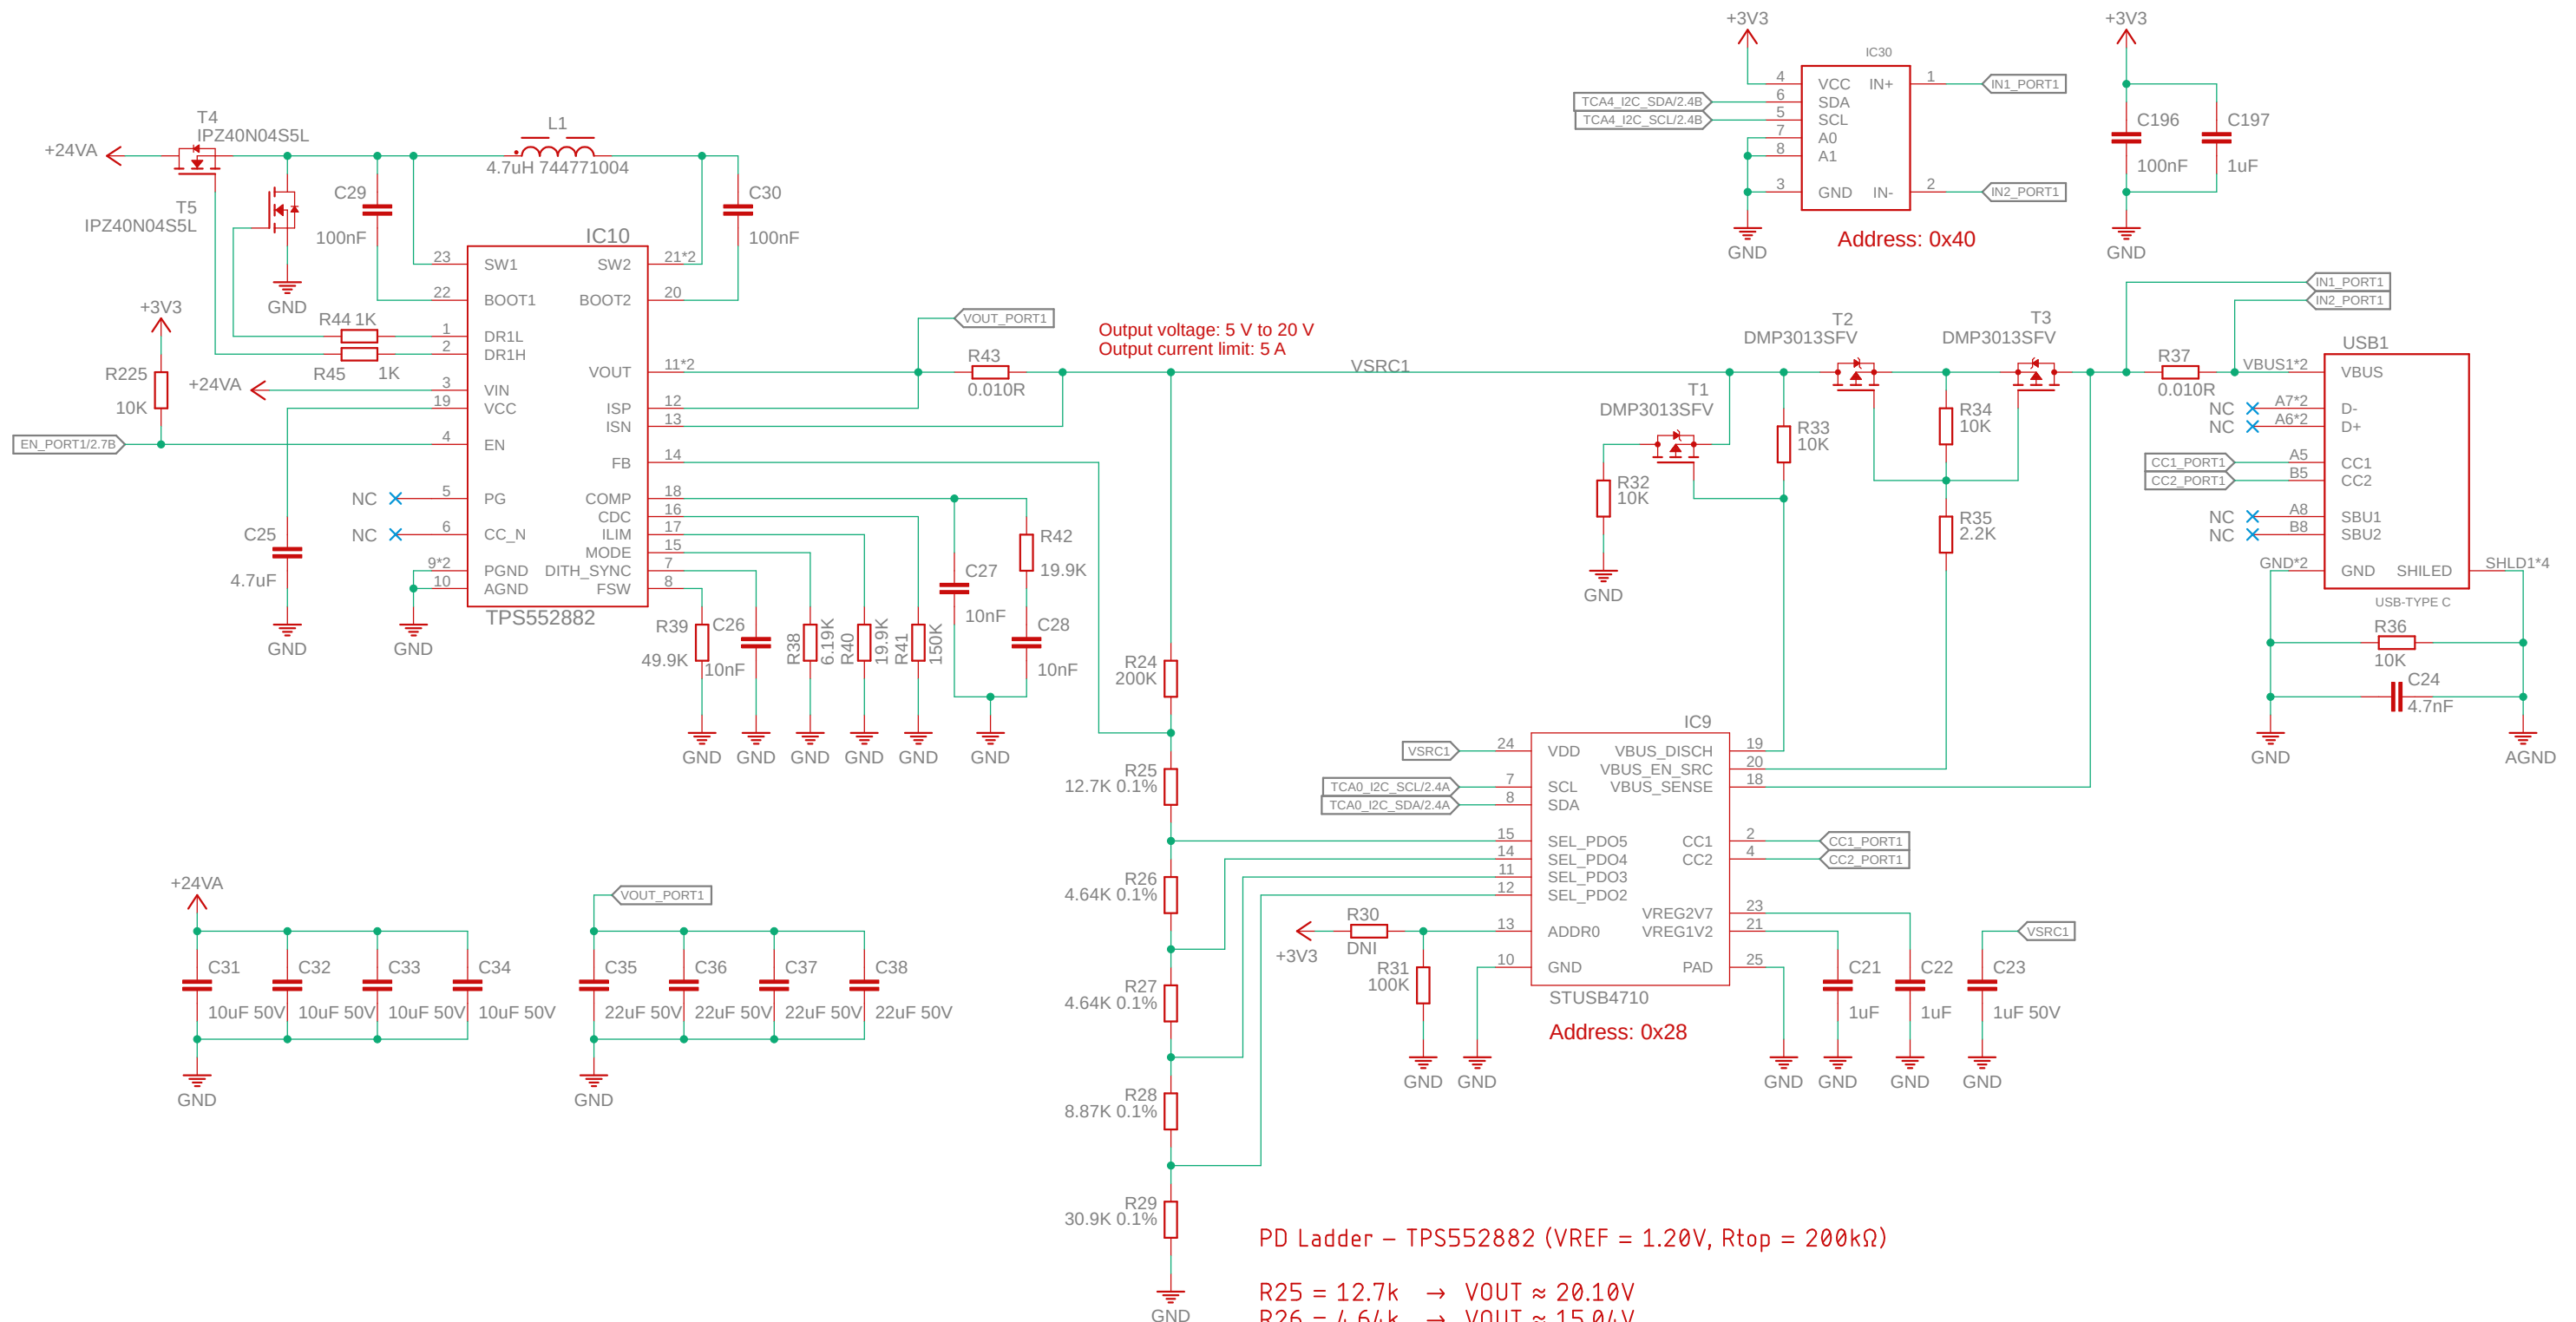 +3V3
+3V3
IC30
4 VCC IN+ 1 IN1_PORT1
TCA4_I2C_SDA/2.4B 6 SDA
TCA4_I2C_SCL/2.4B 5 SCL
7 A0
8 A1
3 GND IN- 2 IN2_PORT1
GND
Address: 0x40
C196
100nF
C197
1uF
GND
T4
IPZ40N04S5L
+24VA
L1
4.7uH 744771004
T5
IPZ40N04S5L
GND
C29
100nF
C30
100nF
IC10
23 SW1 SW2 21*2
22 BOOT1 BOOT2 20
+3V3
R44 1K
1 DR1L
2 DR1H
R45 1K
R225
10K
+24VA
3 VIN
19 VCC
EN_PORT1/2.7B
4 EN
NC 5 PG
NC 6 CC_N
9*2 PGND
10 AGND
VOUT 11*2
ISP 12
ISN 13
FB 14
COMP 18
CDC 16
ILIM 17
MODE 15
DITH_SYNC 7
FSW 8
TPS552882
C25
4.7uF
GND
GND
VOUT_PORT1
R43
0.010R
Output voltage: 5 V to 20 V
Output current limit: 5 A
VSRC1
R39
49.9K
C26
10nF
R38
6.19K
R40
19.9K
R41
150K
C27
10nF
R42
19.9K
C28
10nF
GND
GND
GND
GND
GND
GND
T1
DMP3013SFV
T2
DMP3013SFV
T3
DMP3013SFV
R32
10K
GND
R33
10K
R34
10K
R35
2.2K
IN1_PORT1
IN2_PORT1
R37
0.010R
USB1
VBUS1*2 VBUS
NC A7*2 D-
NC A6*2 D+
CC1_PORT1 A5 CC1
CC2_PORT1 B5 CC2
NC A8 SBU1
NC B8 SBU2
GND*2 GND SHILED SHLD1*4
USB-TYPE C
R36
10K
C24
4.7nF
GND
AGND
R24
200K
R25
12.7K 0.1%
R26
4.64K 0.1%
R27
4.64K 0.1%
R28
8.87K 0.1%
R29
30.9K 0.1%
GND
IC9
VSRC1 24 VDD VBUS_DISCH 19
VBUS_EN_SRC 20
TCA0_I2C_SCL/2.4A 7 SCL VBUS_SENSE 18
TCA0_I2C_SDA/2.4A 8 SDA
15 SEL_PDO5 CC1 2 CC1_PORT1
14 SEL_PDO4 CC2 4 CC2_PORT1
11 SEL_PDO3
12 SEL_PDO2
VREG2V7 23
13 ADDR0 VREG1V2 21
10 GND PAD 25
STUSB4710
Address: 0x28
+3V3
R30
DNI
R31
100K
GND
GND
GND
GND
GND
GND
C21
1uF
C22
1uF
C23
1uF 50V
VSRC1
+24VA
C31
10uF 50V
C32
10uF 50V
C33
10uF 50V
C34
10uF 50V
GND
VOUT_PORT1
C35
22uF 50V
C36
22uF 50V
C37
22uF 50V
C38
22uF 50V
GND
PD Ladder – TPS552882 (VREF = 1.20V, Rtop = 200kΩ)
R25 = 12.7k → VOUT ≈ 20.10V
R26 = 4.64k → VOUT ≈ 15.04V